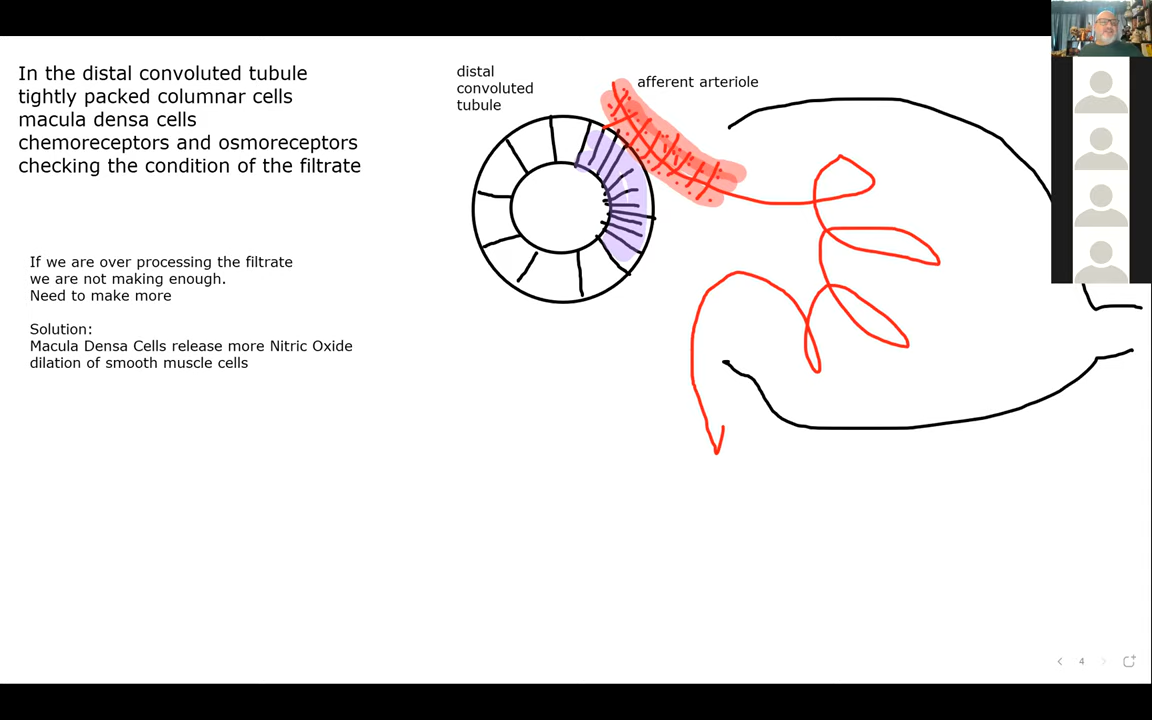 In the distal convoluted tubule
tightly packed columnar cells
macula densa cells
chemoreceptors and osmoreceptors
checking the condition of the filtrate
If we are over processing the filtrate
we are not making enough.
Need to make more
Solution:
Macula Densa Cells release more Nitric Oxide
dilation of smooth muscle cells
distal
convoluted
tubule
afferent arteriole
4